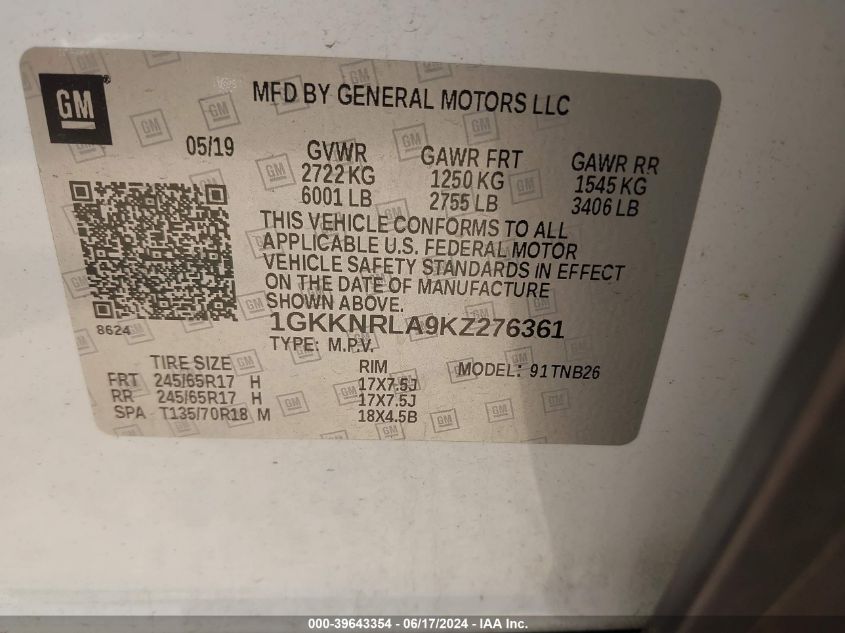 GM
MFD BY GENERAL MOTORS LLC
05/19
GVWR GAWR FRT GAWR RR
2722 KG 1250 KG 1545 KG
6001 LB 2755 LB 3406 LB
THIS VEHICLE CONFORMS TO ALL
APPLICABLE U.S. FEDERAL MOTOR
VEHICLE SAFETY STANDARDS IN EFFECT
ON THE DATE OF MANUFACTURE
SHOWN ABOVE.
8624
1GKKNRLA9KZ276361
TYPE: M.P.V.
TIRE SIZE RIM MODEL: 91TNB26
FRT 245/65R17 H 17X7.5J
RR 245/65R17 H 17X7.5J
SPA T135/70R18 M 18X4.5B
000-39643354 - 06/17/2024 - IAA Inc.